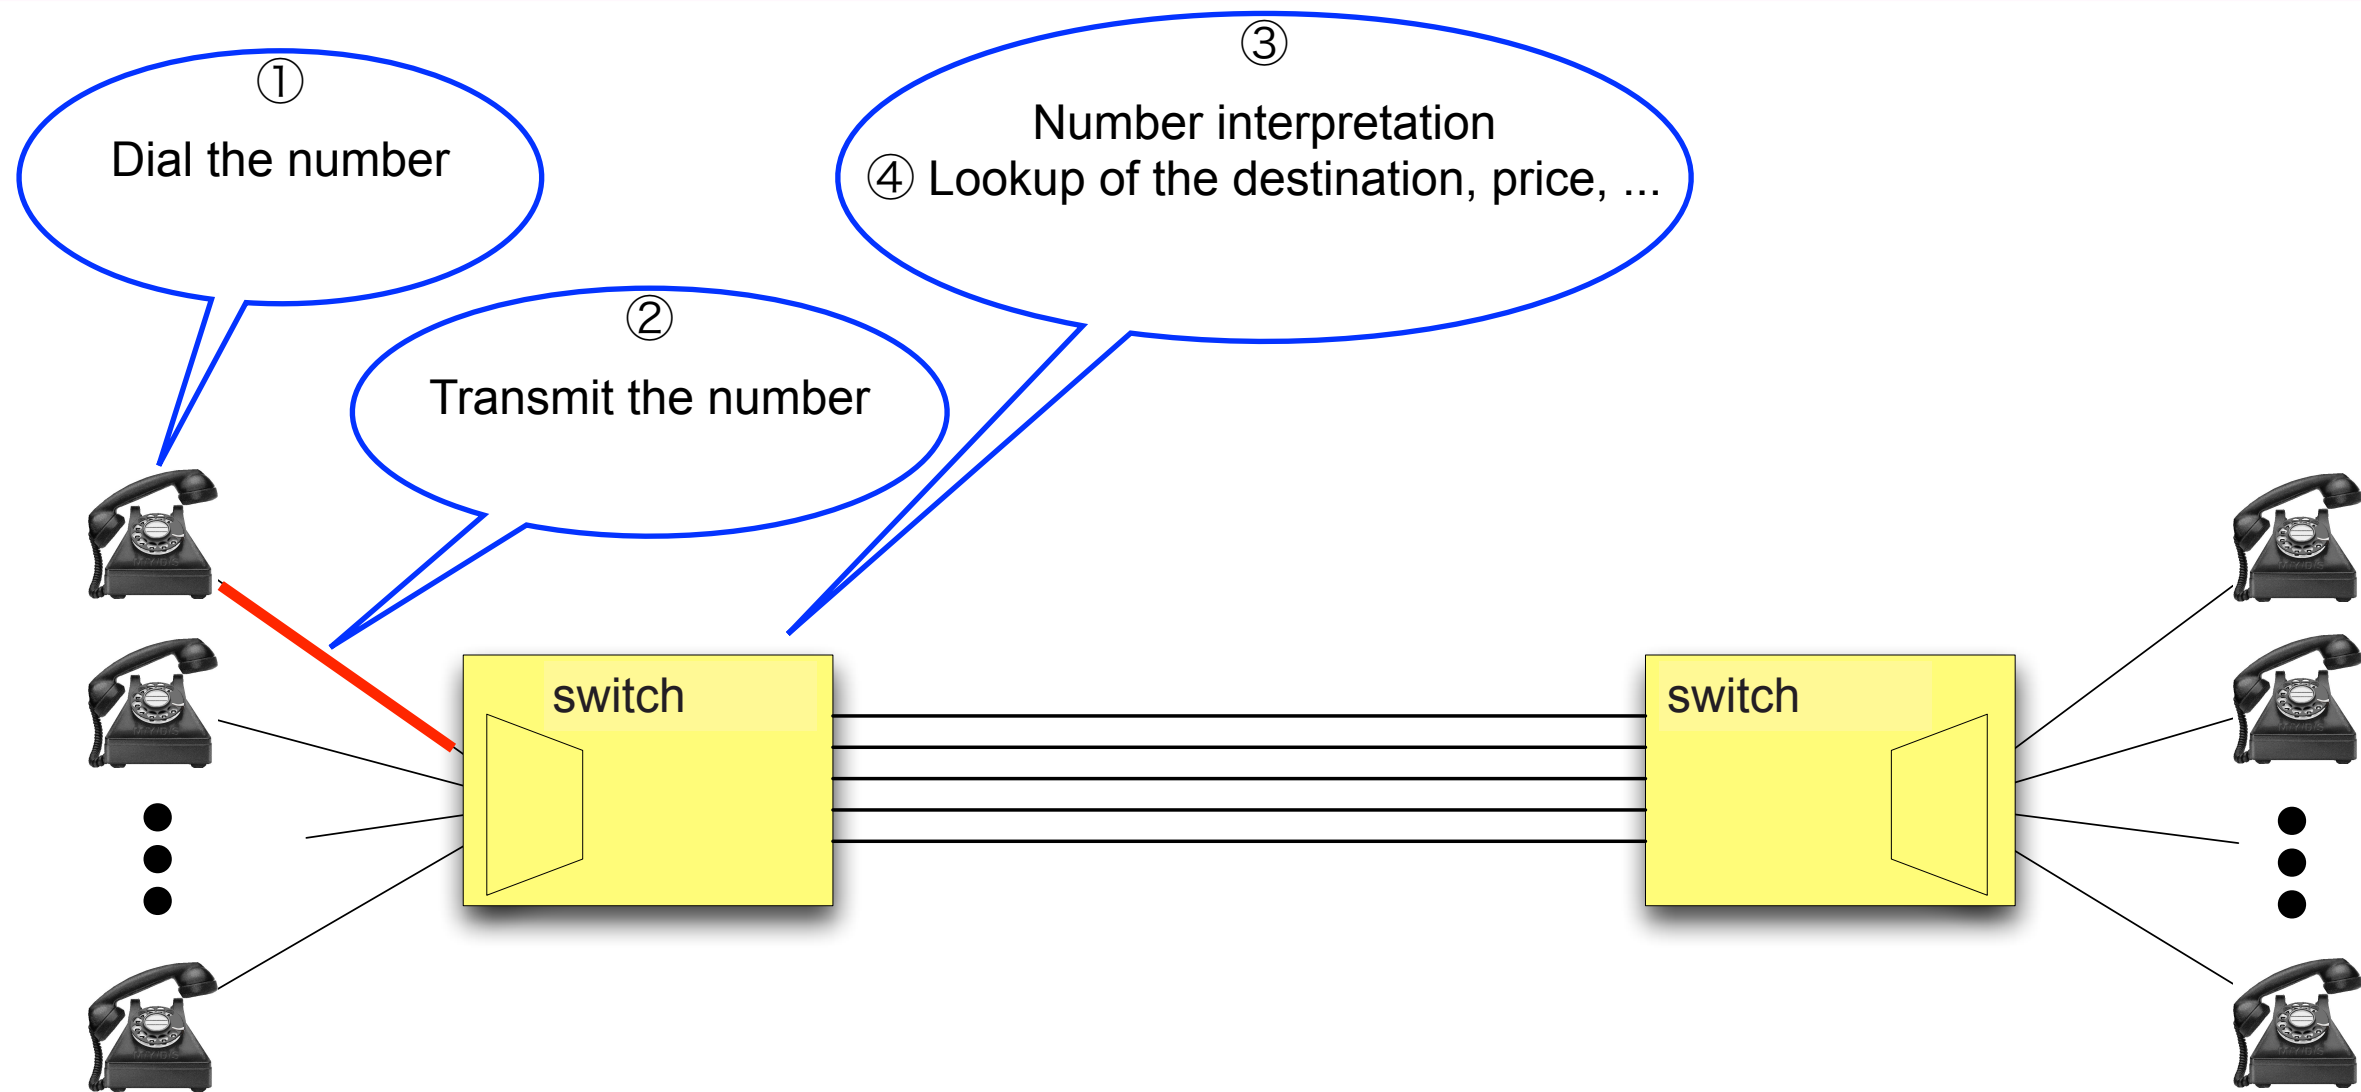 ①
Dial the number
②
Transmit the number
③
Number interpretation
④ Lookup of the destination, price, ...
switch
switch